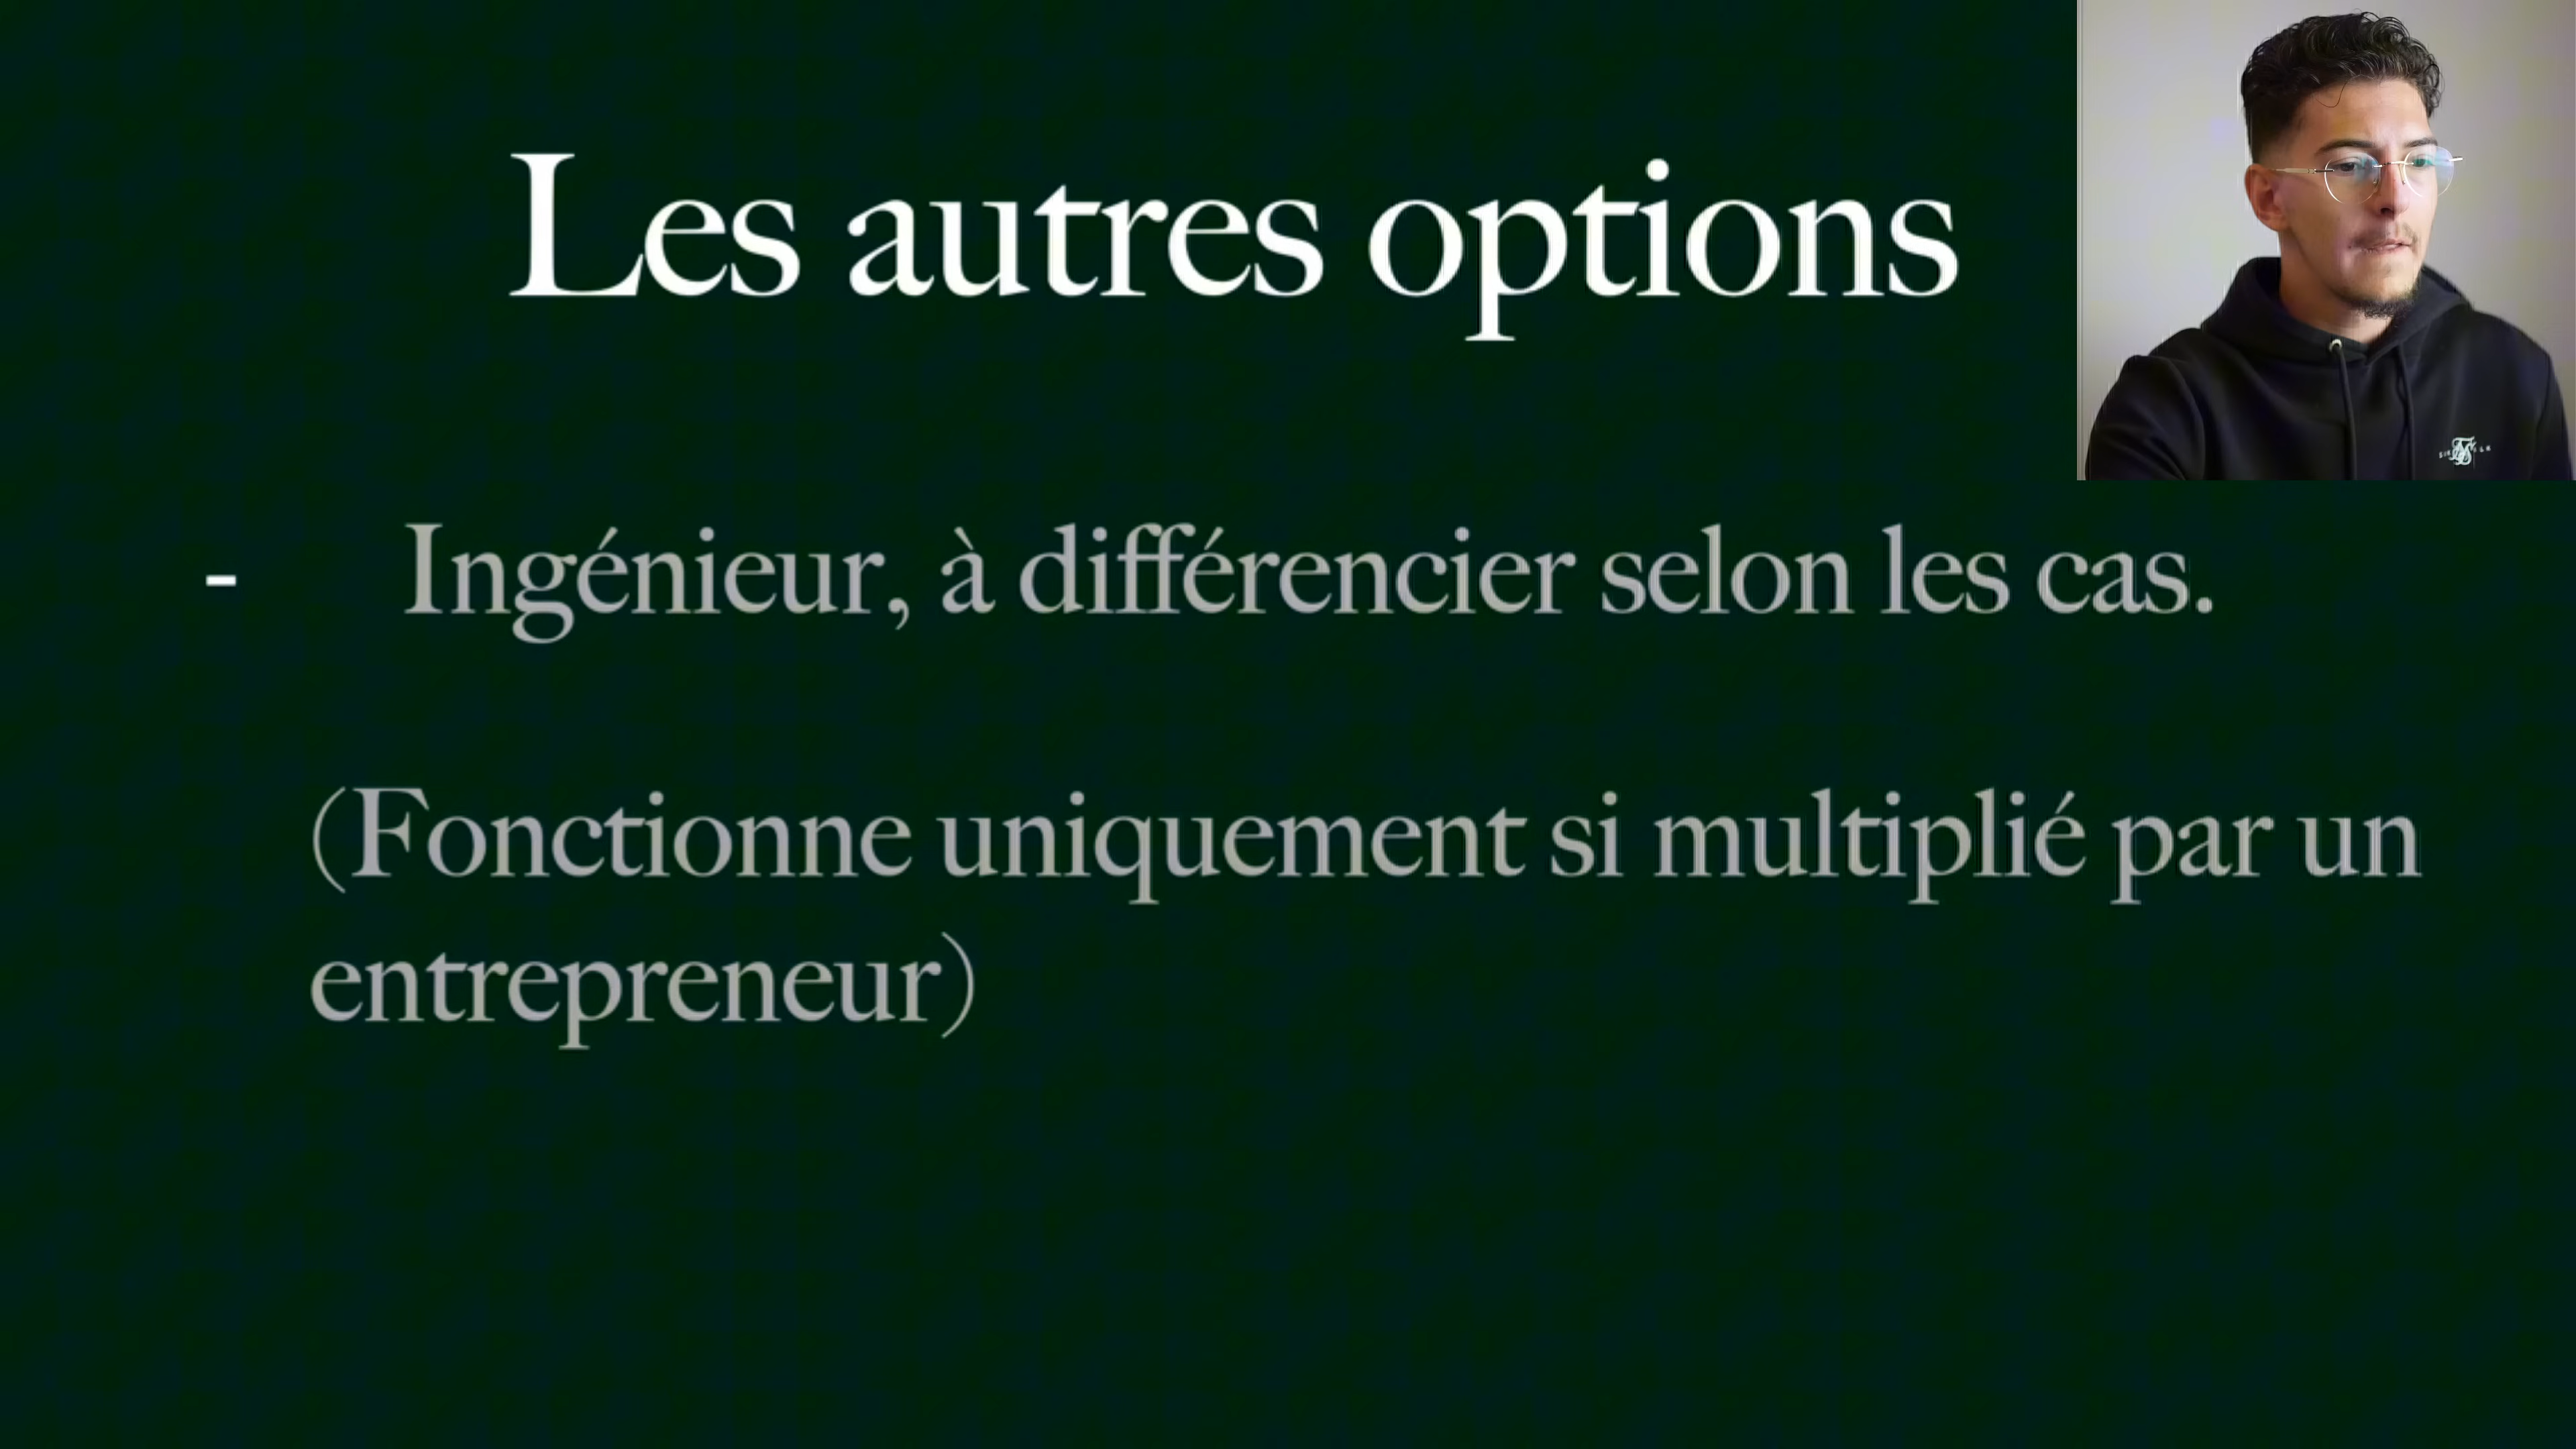 Les autres options
- Ingénieur, à différencier selon les cas.
(Fonctionne uniquement si multiplié par un
entrepreneur)